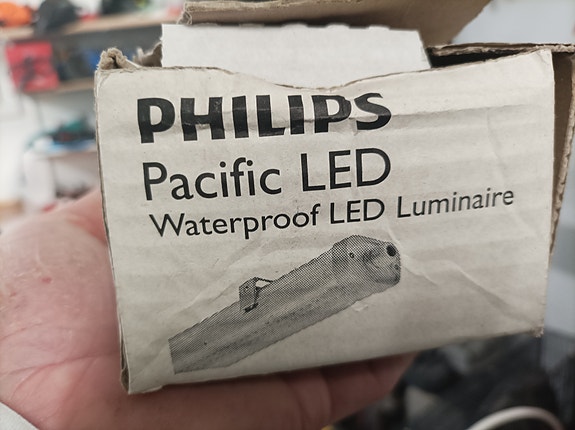 PHILIPS
Pacific LED
Waterproof LED Luminaire